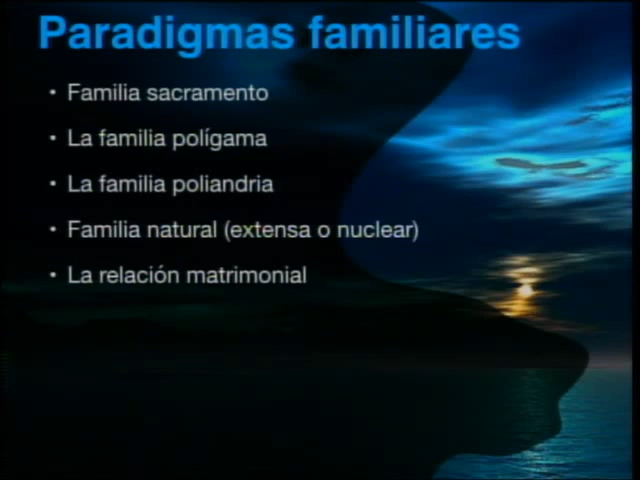 Paradigmas familiares
• Familia sacramento
• La familia polígama
• La familia poliandria
• Familia natural (extensa o nuclear)
• La relación matrimonial